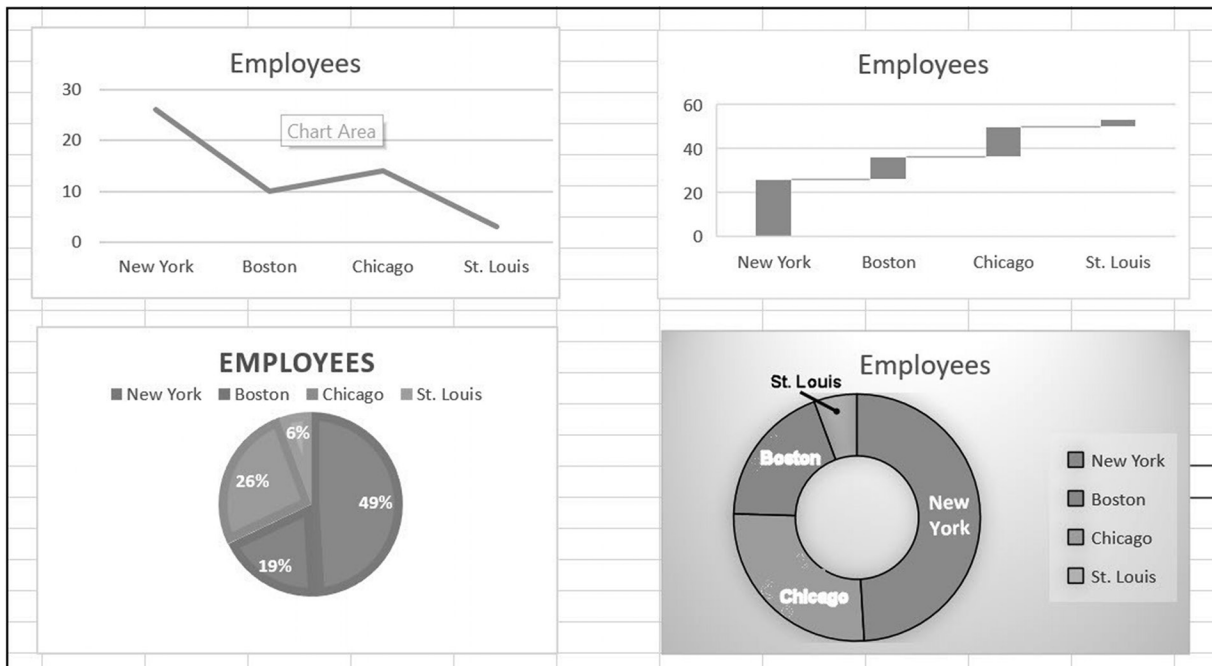 Employees
30
20
10
0
Chart Area
New York Boston Chicago St. Louis
Employees
60
40
20
0
New York Boston Chicago St. Louis
EMPLOYEES
New York Boston Chicago St. Louis
6%
26%
49%
19%
Employees
St. Louis
Boston
New
York
Chicago
New York
Boston
Chicago
St. Louis